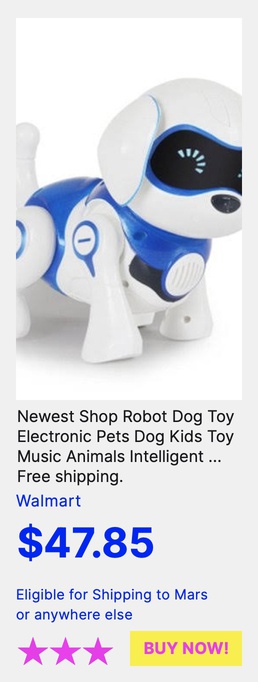 Newest Shop Robot Dog Toy
Electronic Pets Dog Kids Toy
Music Animals Intelligent ...
Free shipping.
Walmart
$47.85
Eligible for Shipping to Mars
or anywhere else
BUY NOW!